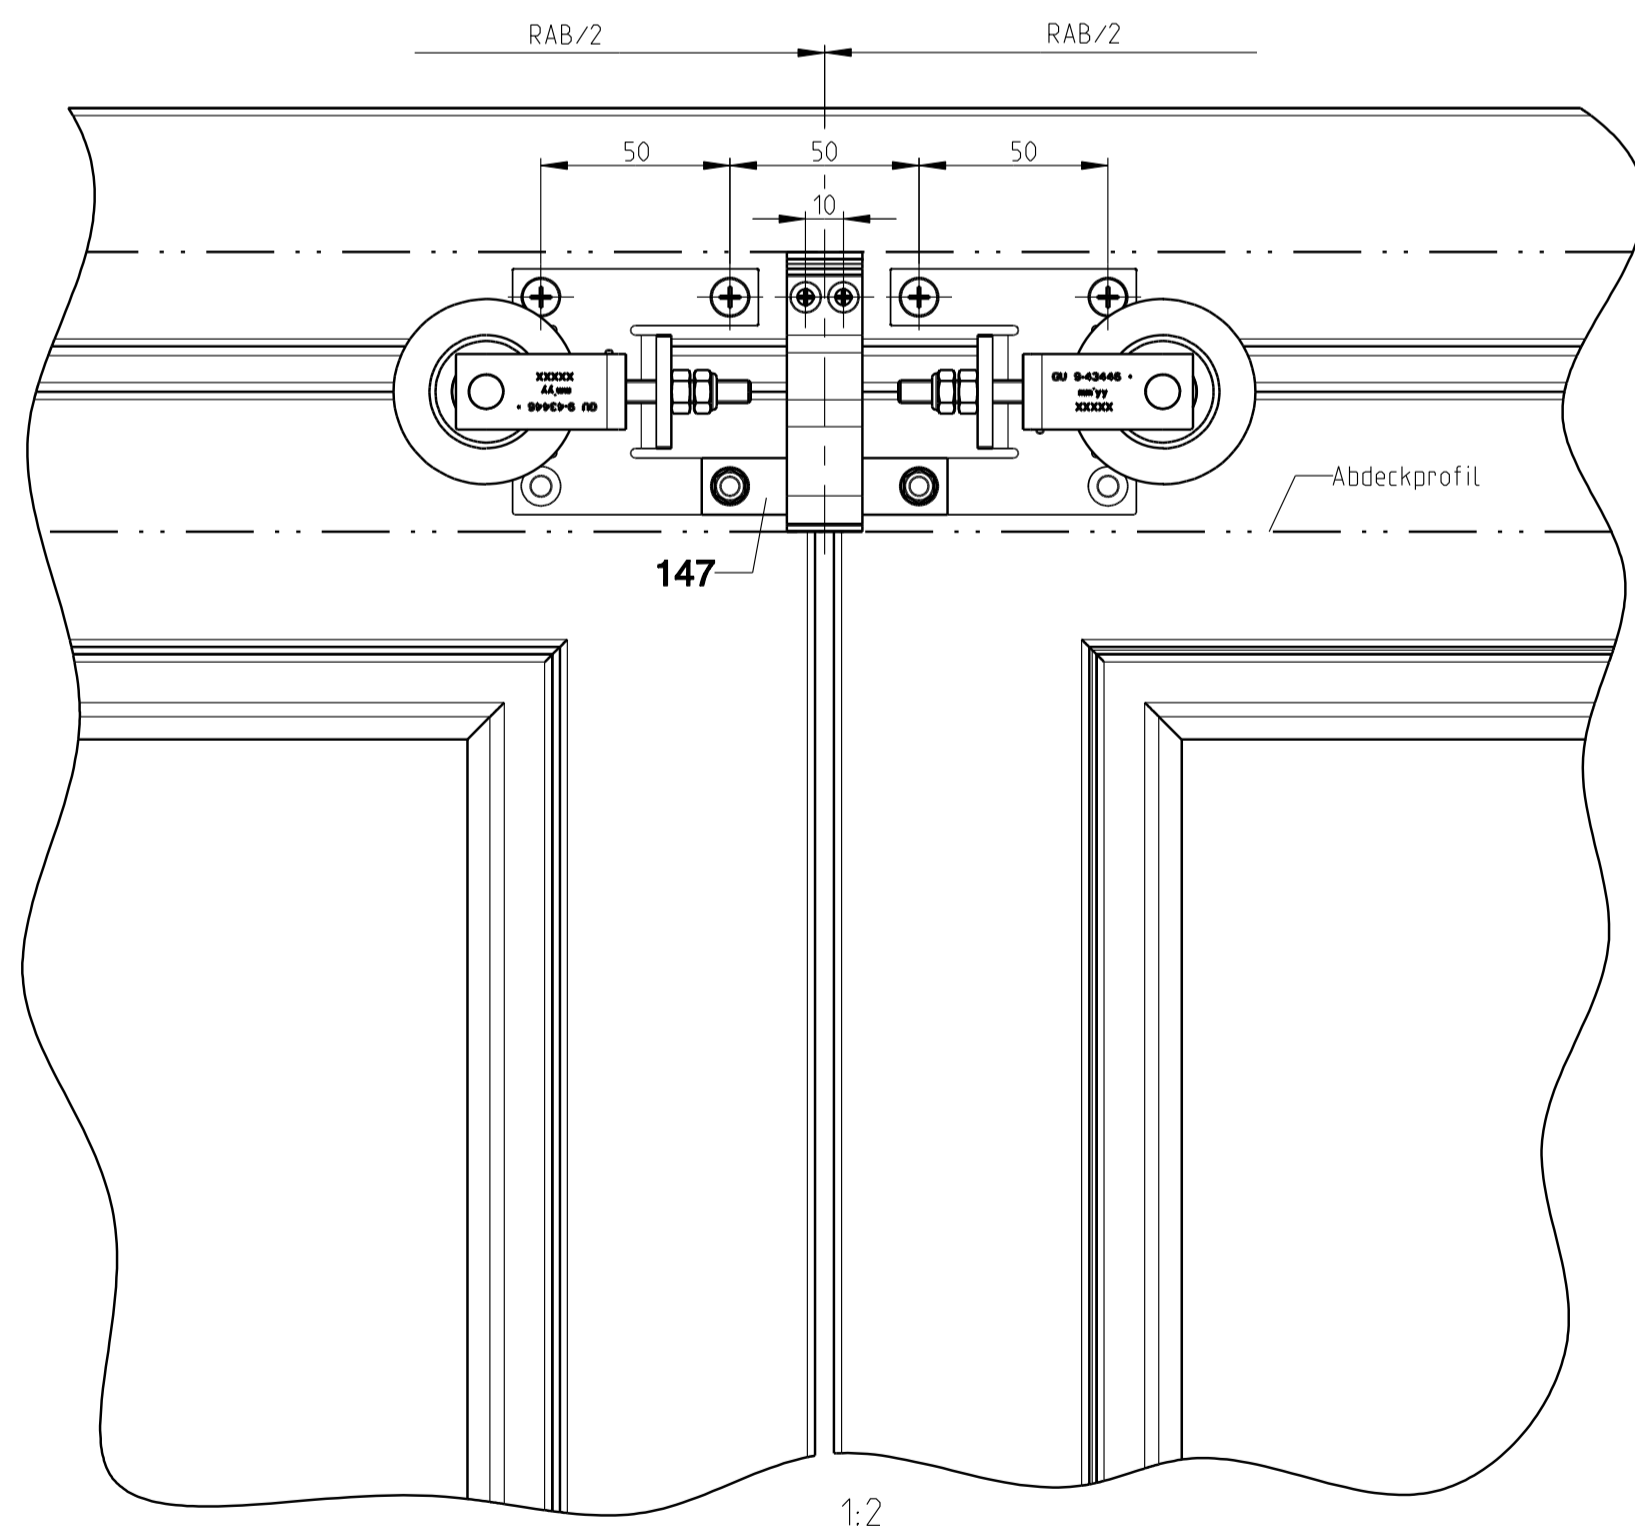 RAB/2 RAB/2
50 50 50
10
XXXXX
mm.yy
GU 9-43446 •
GU 9-43446 •
mm.yy
XXXXX
Abdeckprofil
147
1:2